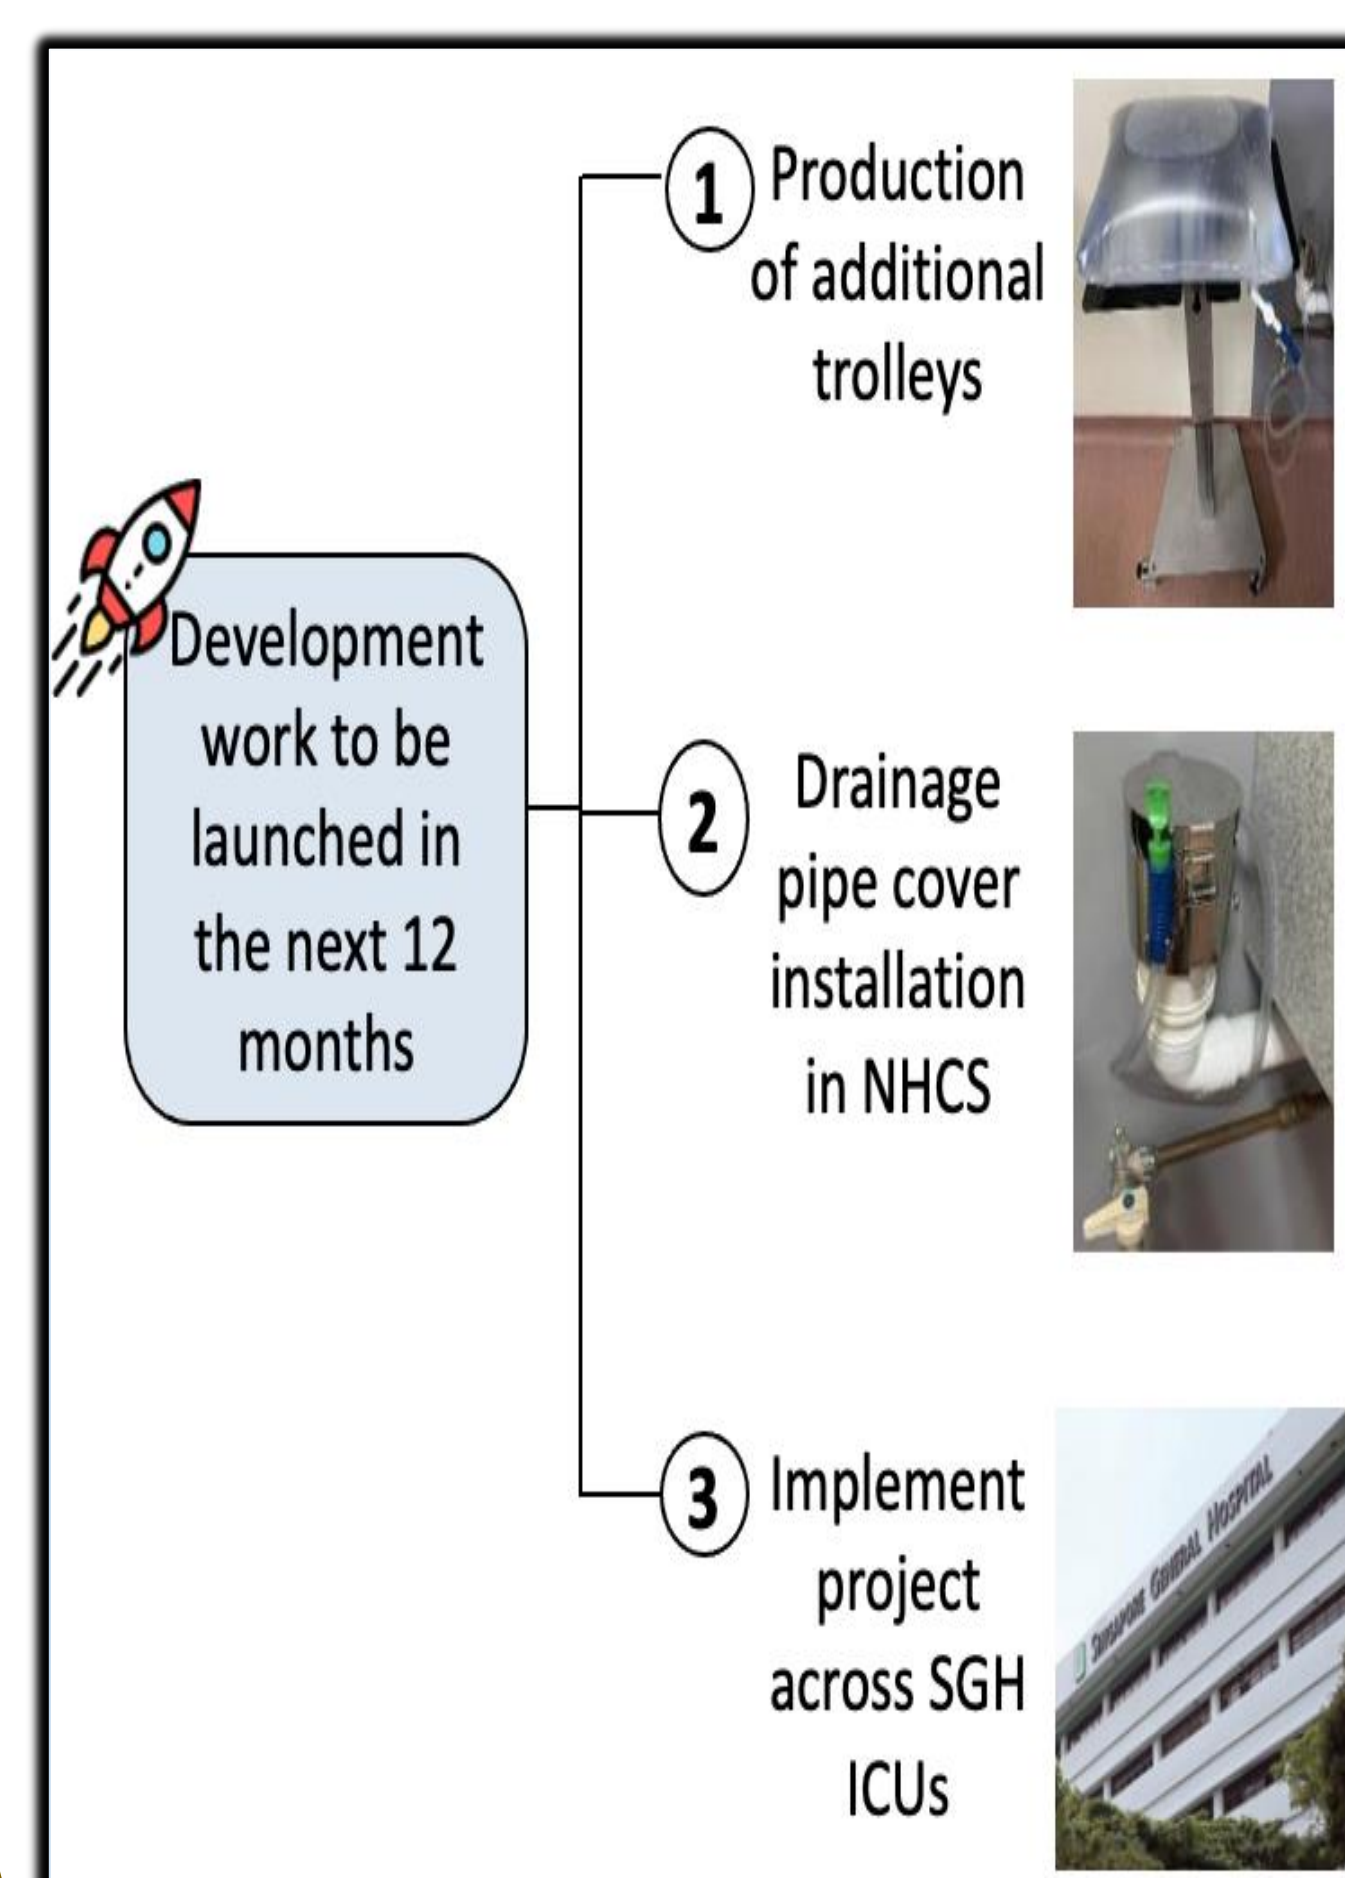 Development
work to be
launched in
the next 12
months
1
Production
of additional
trolleys
2
Drainage
pipe cover
installation
in NHCS
3
Implement
project
across SGH
ICUs
SINGAPORE GENERAL HOSPITAL